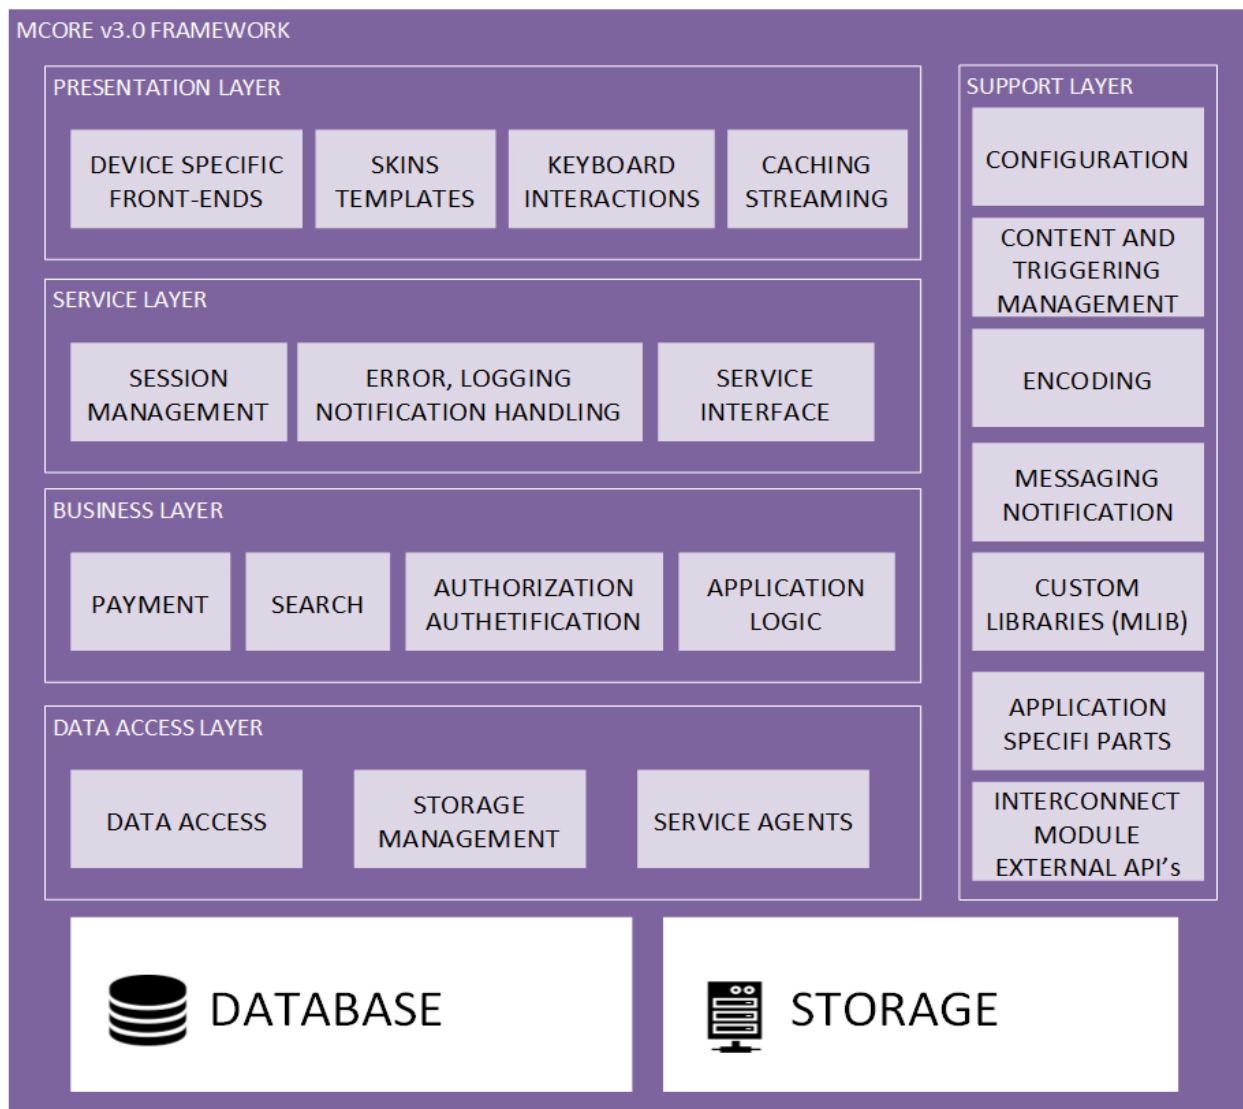 MCORE v3.0 FRAMEWORK
PRESENTATION LAYER
DEVICE SPECIFIC
FRONT-ENDS
SKINS
TEMPLATES
KEYBOARD
INTERACTIONS
CACHING
STREAMING
SERVICE LAYER
SESSION
MANAGEMENT
ERROR, LOGGING
NOTIFICATION HANDLING
SERVICE
INTERFACE
BUSINESS LAYER
PAYMENT
SEARCH
AUTHORIZATION
AUTHETIFICATION
APPLICATION
LOGIC
DATA ACCESS LAYER
DATA ACCESS
STORAGE
MANAGEMENT
SERVICE AGENTS
SUPPORT LAYER
CONFIGURATION
CONTENT AND
TRIGGERING
MANAGEMENT
ENCODING
MESSAGING
NOTIFICATION
CUSTOM
LIBRARIES (MLIB)
APPLICATION
SPECIFI PARTS
INTERCONNECT
MODULE
EXTERNAL API’s
DATABASE
STORAGE